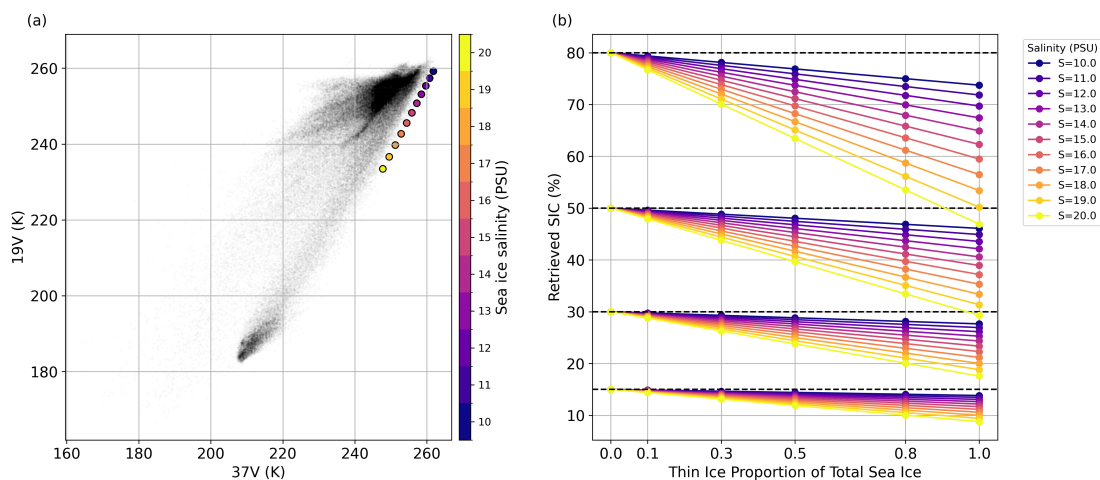 (a)
260
240
220
200
180
19V (K)
160
180
200
220
240
260
37V (K)
20
19
18
17
16
15
14
13
12
11
10
Sea ice salinity (PSU)
(b)
80
70
60
50
40
30
20
10
Retrieved SIC (%)
0.0
0.1
0.3
0.5
0.8
1.0
Thin Ice Proportion of Total Sea Ice
Salinity (PSU)
S=10.0
S=11.0
S=12.0
S=13.0
S=14.0
S=15.0
S=16.0
S=17.0
S=18.0
S=19.0
S=20.0